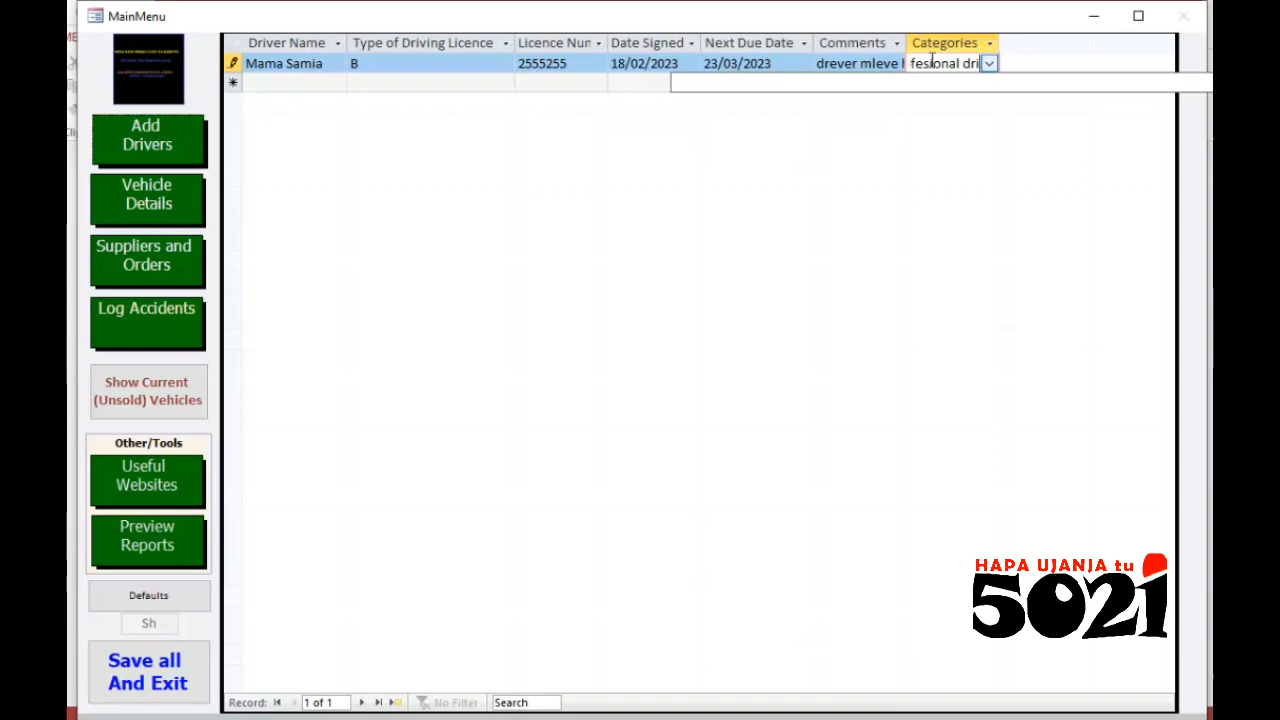 MainMenu
Driver Name Type of Driving Licence Licence Nun Date Signed Next Due Date Comments Categories
Mama Samia B 2555255 18/02/2023 23/03/2023 drever mleve fesional dri
Add
Drivers
Vehicle
Details
Suppliers and
Orders
Log Accidents
Show Current
(Unsold) Vehicles
Other/Tools
Useful
Websites
Preview
Reports
Defaults
Sh
Save all
And Exit
HAPA UJANJA tu
5021
Record: 1 of 1 No Filter Search